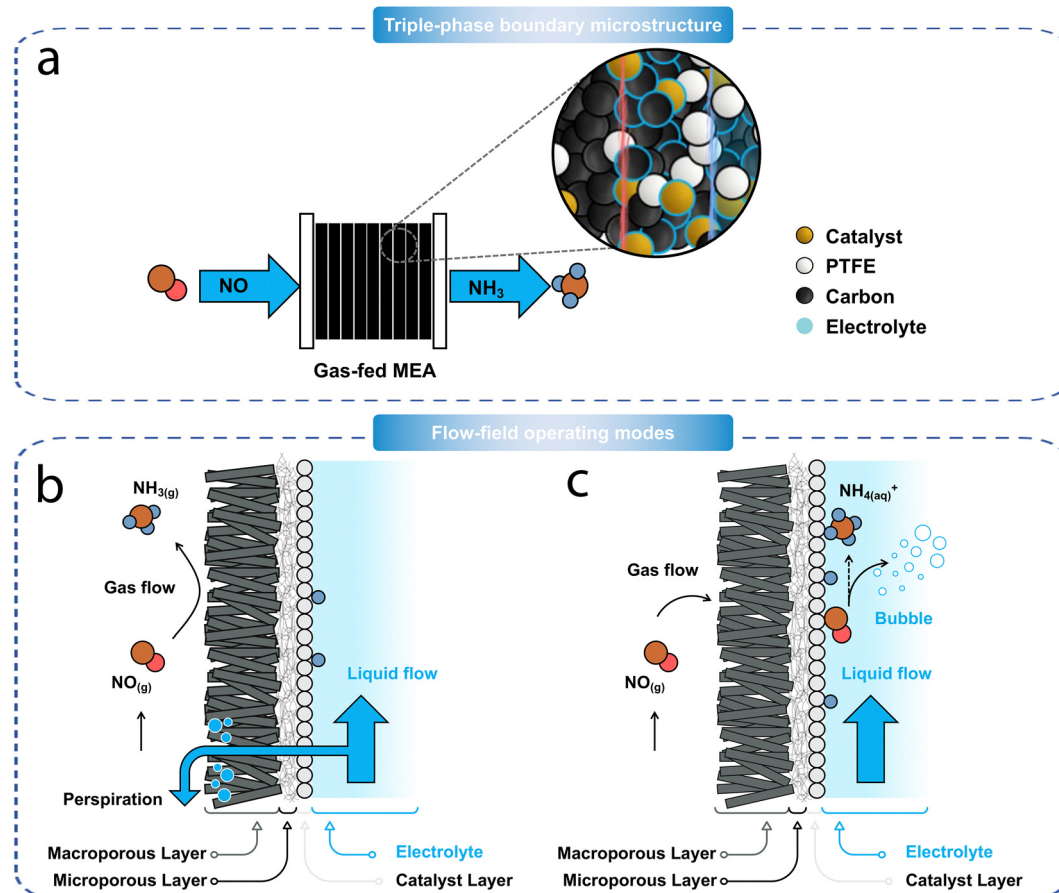 Triple-phase boundary microstructure
a
NO
NH₃
Gas-fed MEA
Catalyst
PTFE
Carbon
Electrolyte
Flow-field operating modes
b
NH₃₍g₎
Gas flow
NO₍g₎
Liquid flow
Perspiration
Macroporous Layer
Electrolyte
Microporous Layer
Catalyst Layer
c
NH₄₍aq₎⁺
Gas flow
Bubble
NO₍g₎
Liquid flow
Macroporous Layer
Electrolyte
Microporous Layer
Catalyst Layer